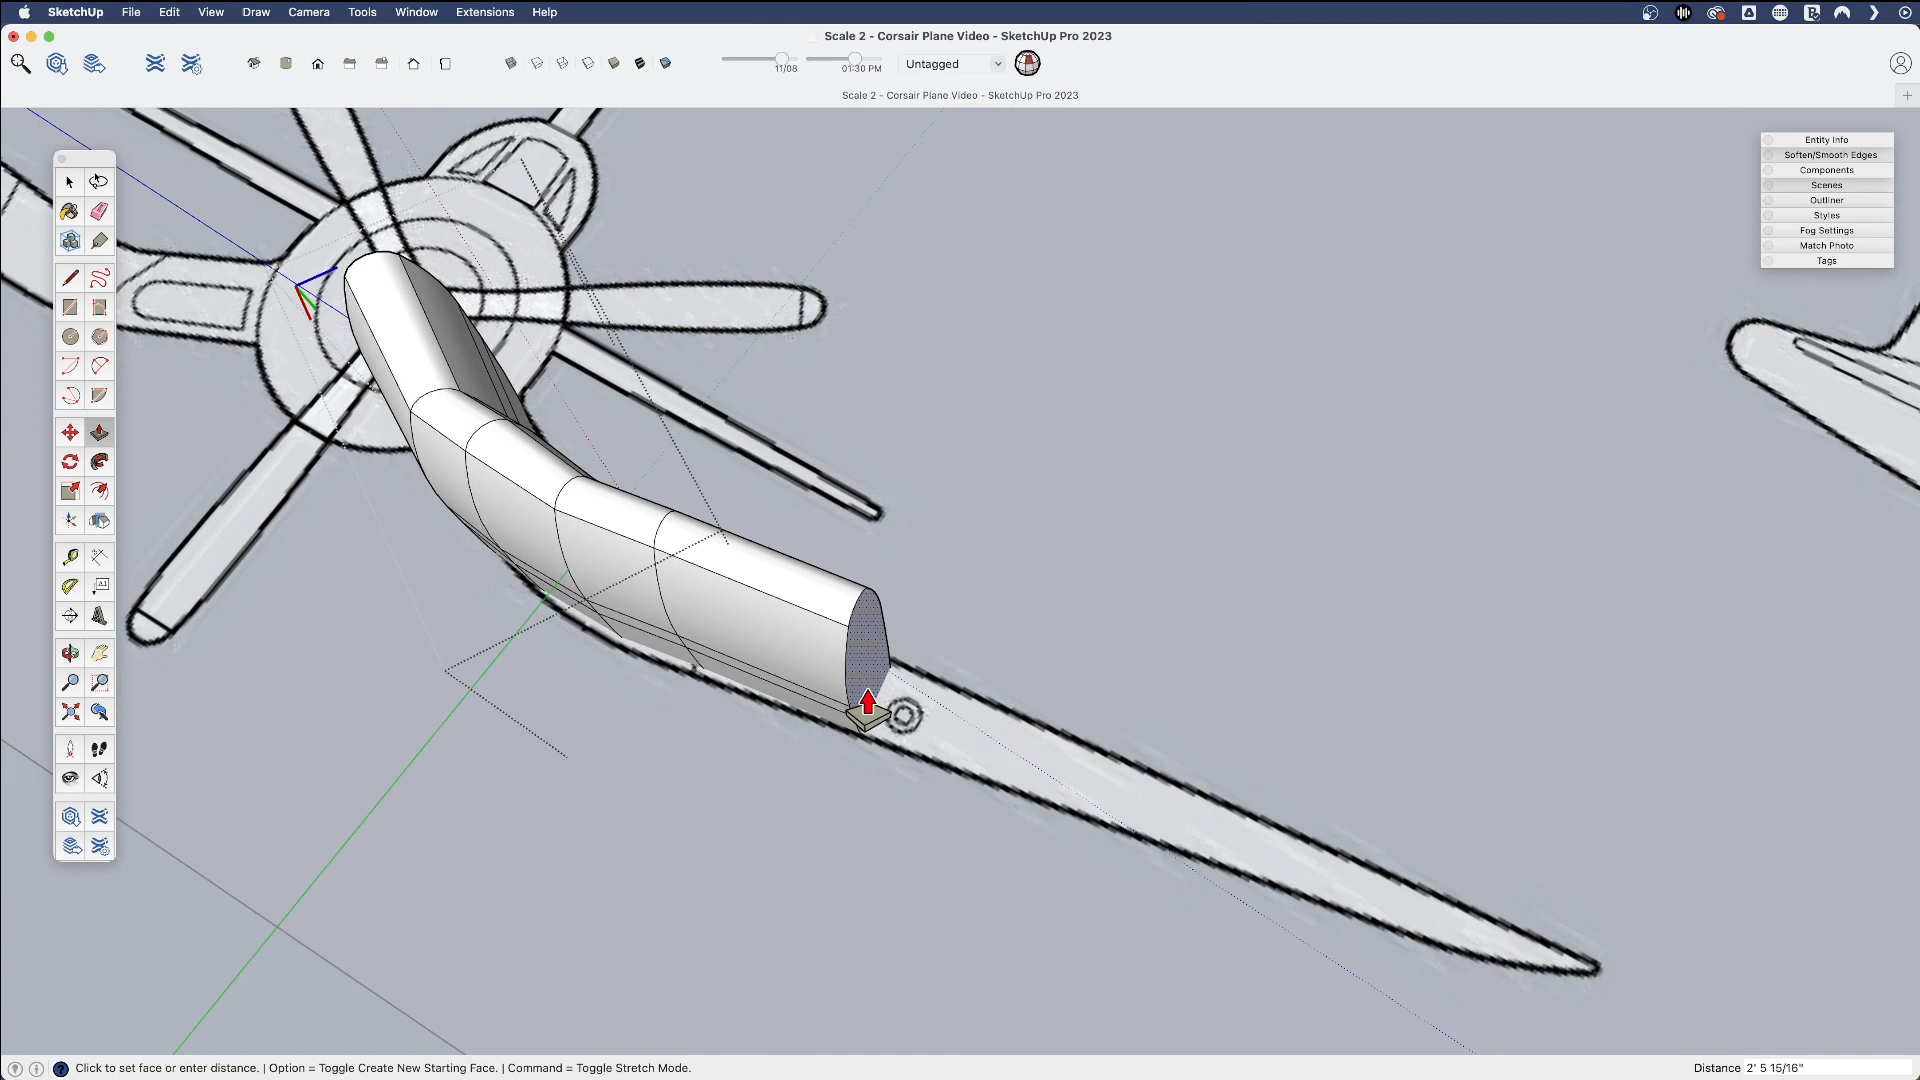 SketchUp File Edit View Draw Camera Tools Window Extensions Help
Scale 2 - Corsair Plane Video - SketchUp Pro 2023
11/08
01:30 PM
Untagged
Scale 2 - Corsair Plane Video - SketchUp Pro 2023
Entity Info
Soften/Smooth Edges
Components
Scenes
Outliner
Styles
Fog Settings
Match Photo
Tags
A1
Click to set face or enter distance. | Option = Toggle Create New Starting Face. | Command = Toggle Stretch Mode.
Distance 2' 5 15/16"